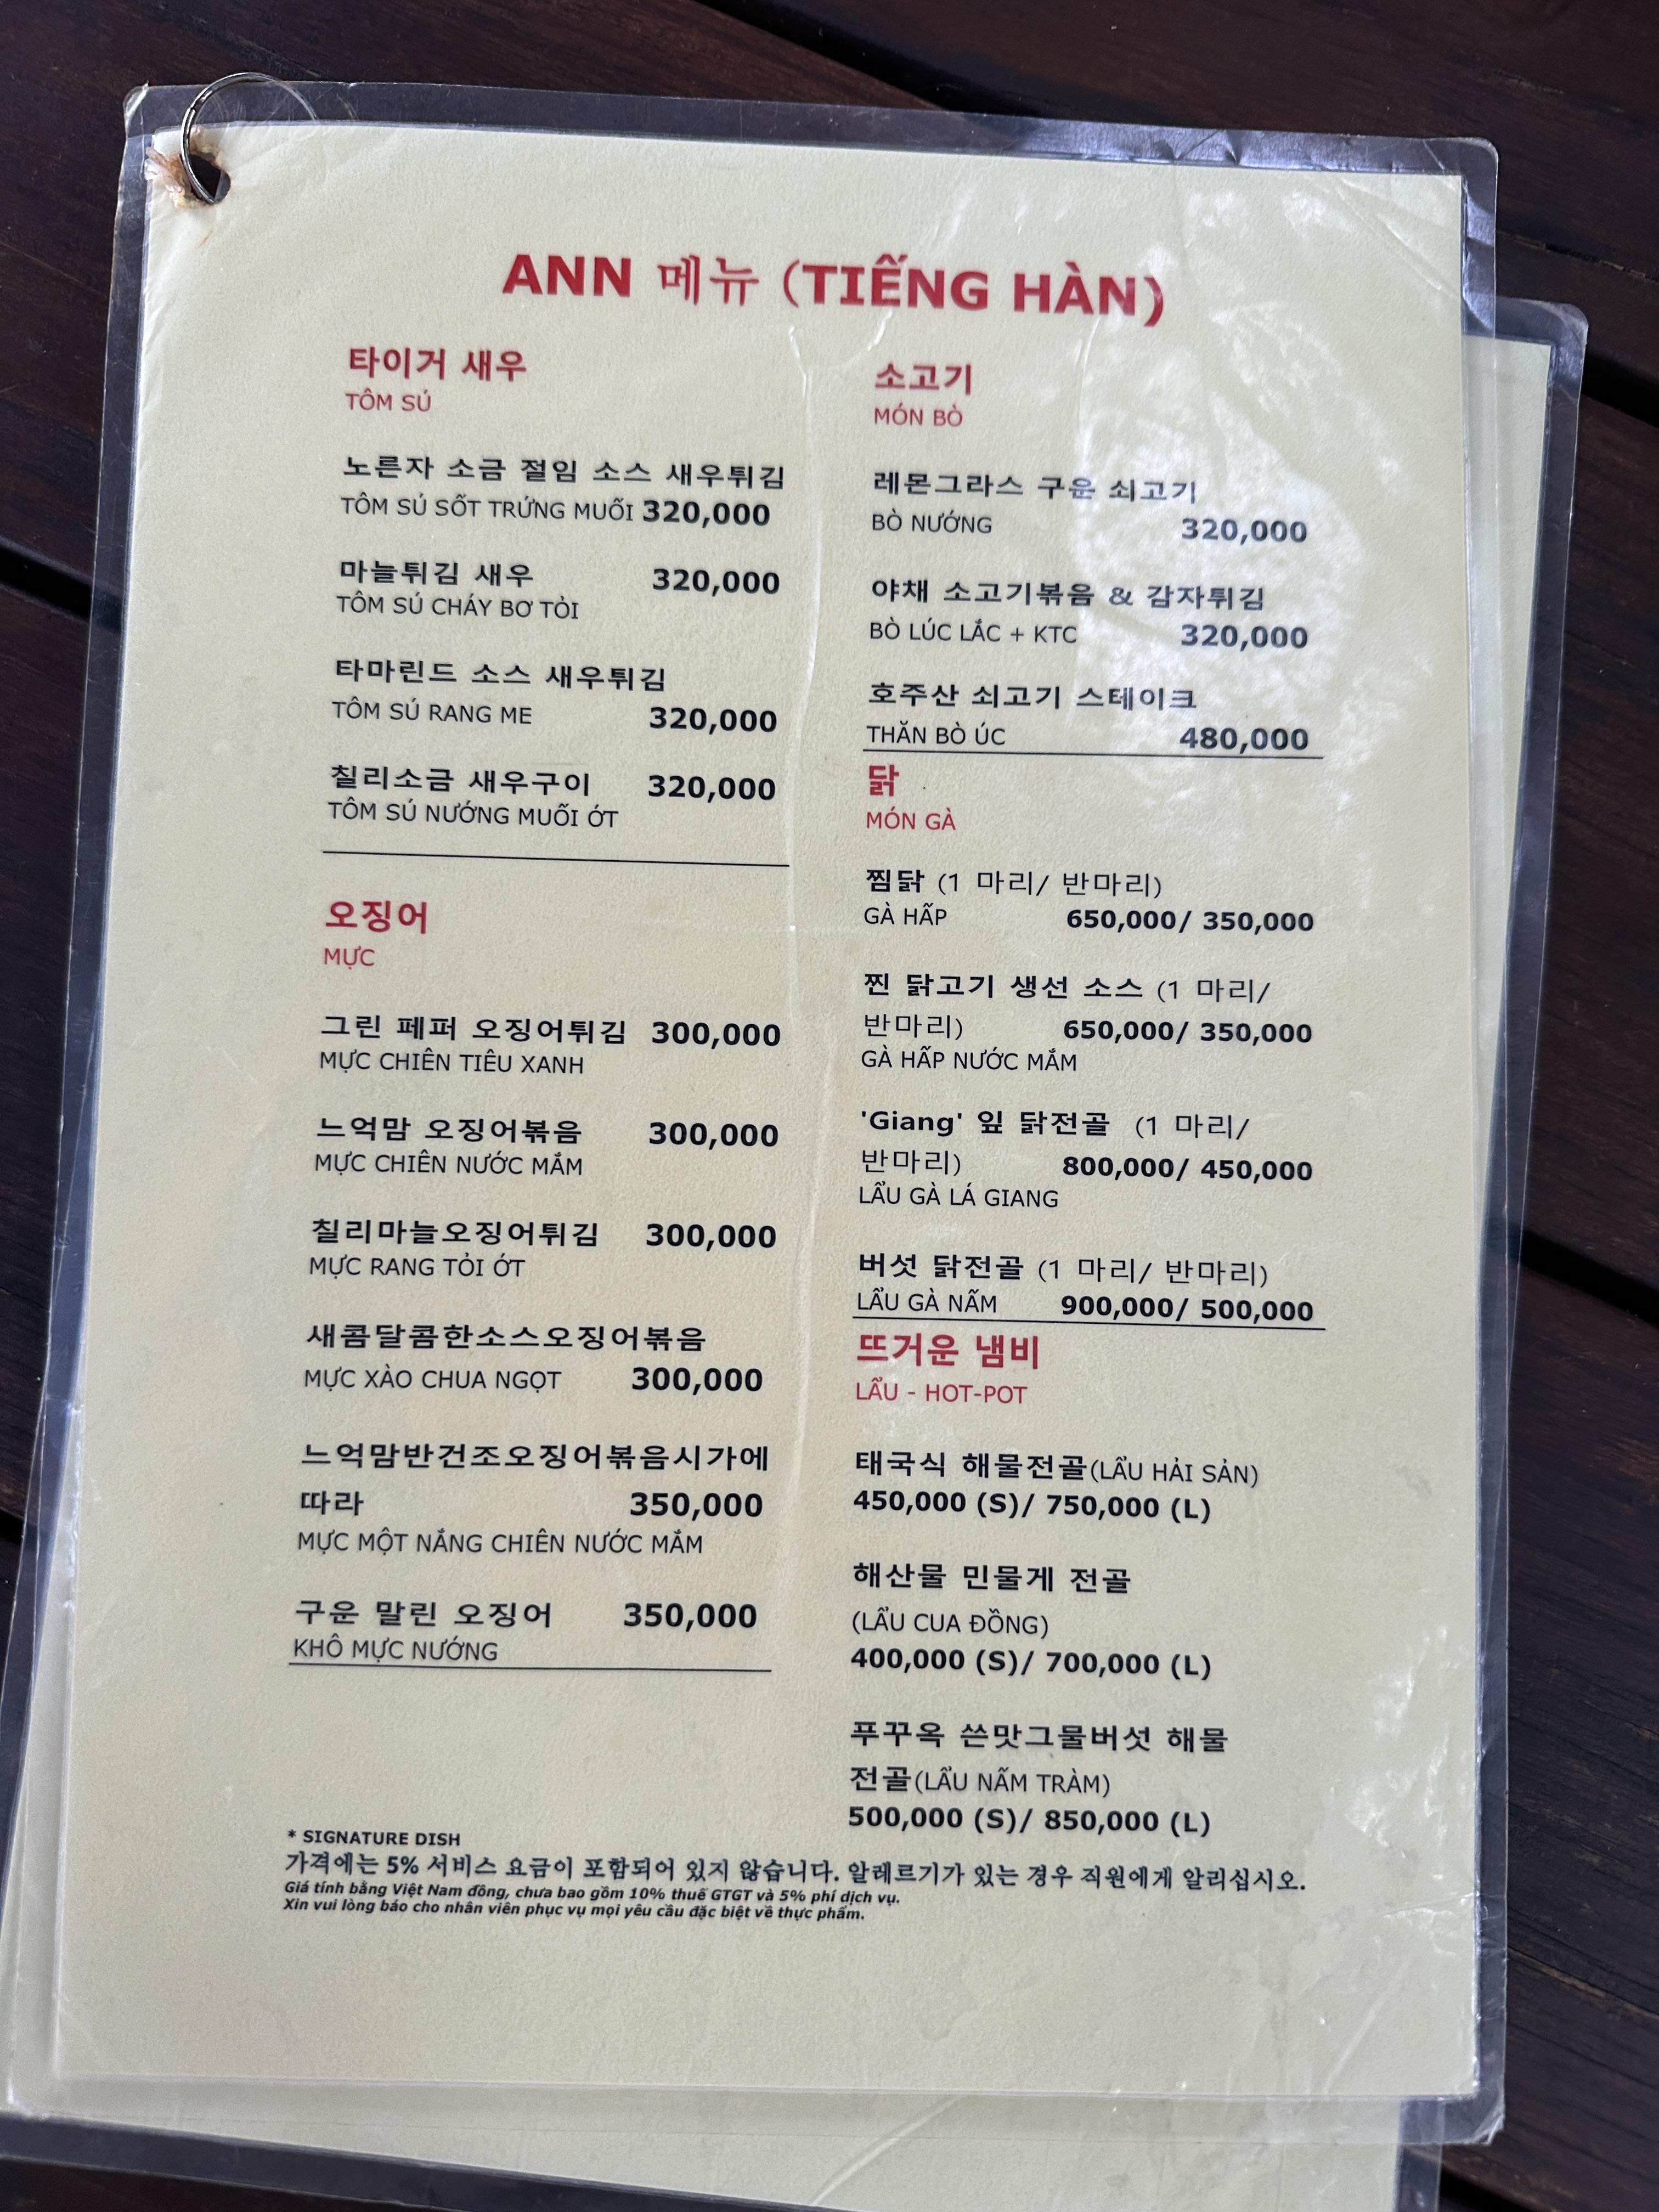 ANN 메뉴 (TIẾNG HÀN)
타이거 새우
TÔM SÚ
노른자 소금 절임 소스 새우튀김
TÔM SÚ SỐT TRỨNG MUỐI 320,000
마늘튀김 새우 320,000
TÔM SÚ CHÁY BƠ TỎI
타마린드 소스 새우튀김
TÔM SÚ RANG ME 320,000
칠리소금 새우구이 320,000
TÔM SÚ NƯỚNG MUỐI ỚT
오징어
MỰC
그린 페퍼 오징어튀김 300,000
MỰC CHIÊN TIÊU XANH
느억맘 오징어볶음 300,000
MỰC CHIÊN NƯỚC MẮM
칠리마늘오징어튀김 300,000
MỰC RANG TỎI ỚT
새콤달콤한소스오징어볶음
MỰC XÀO CHUA NGỌT 300,000
느억맘반건조오징어볶음시가에
따라 350,000
MỰC MỘT NẮNG CHIÊN NƯỚC MẮM
구운 말린 오징어 350,000
KHÔ MỰC NƯỚNG
소고기
MÓN BÒ
레몬그라스 구운 쇠고기
BÒ NƯỚNG 320,000
야채 소고기볶음 & 감자튀김
BÒ LÚC LẮC + KTC 320,000
호주산 쇠고기 스테이크
THĂN BÒ ÚC 480,000
닭
MÓN GÀ
찜닭 (1 마리/ 반마리)
GÀ HẤP 650,000/ 350,000
찐 닭고기 생선 소스 (1 마리/
반마리) 650,000/ 350,000
GÀ HẤP NƯỚC MẮM
'Giang' 잎 닭전골 (1 마리/
반마리) 800,000/ 450,000
LẨU GÀ LÁ GIANG
버섯 닭전골 (1 마리/ 반마리)
LẨU GÀ NẤM 900,000/ 500,000
뜨거운 냄비
LẨU - HOT-POT
태국식 해물전골(LẨU HẢI SẢN)
450,000 (S)/ 750,000 (L)
해산물 민물게 전골
(LẨU CUA ĐỒNG)
400,000 (S)/ 700,000 (L)
푸꾸옥 쓴맛그물버섯 해물
전골(LẨU NẤM TRÀM)
500,000 (S)/ 850,000 (L)
* SIGNATURE DISH
가격에는 5% 서비스 요금이 포함되어 있지 않습니다. 알레르기가 있는 경우 직원에게 알리십시오.
Giá tính bằng Việt Nam đồng, chưa bao gồm 10% thuế GTGT và 5% phí dịch vụ.
Xin vui lòng báo cho nhân viên phục vụ mọi yêu cầu đặc biệt về thực phẩm.